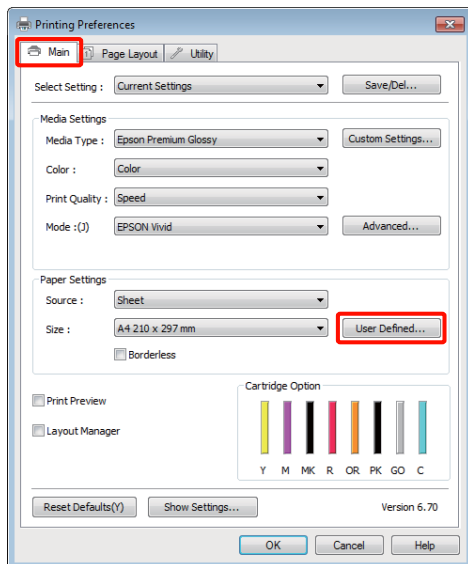 Printing Preferences
Main Page Layout Utility
Select Setting : Current Settings Save/Del...
Media Settings
Media Type : Epson Premium Glossy Custom Settings...
Color : Color
Print Quality : Speed
Mode :(J) EPSON Vivid Advanced...
Paper Settings
Source : Sheet
Size : A4 210 x 297 mm User Defined...
Borderless
Cartridge Option
Print Preview
Layout Manager
Y M MK R OR PK GO C
Reset Defaults(Y) Show Settings... Version 6.70
OK Cancel Help